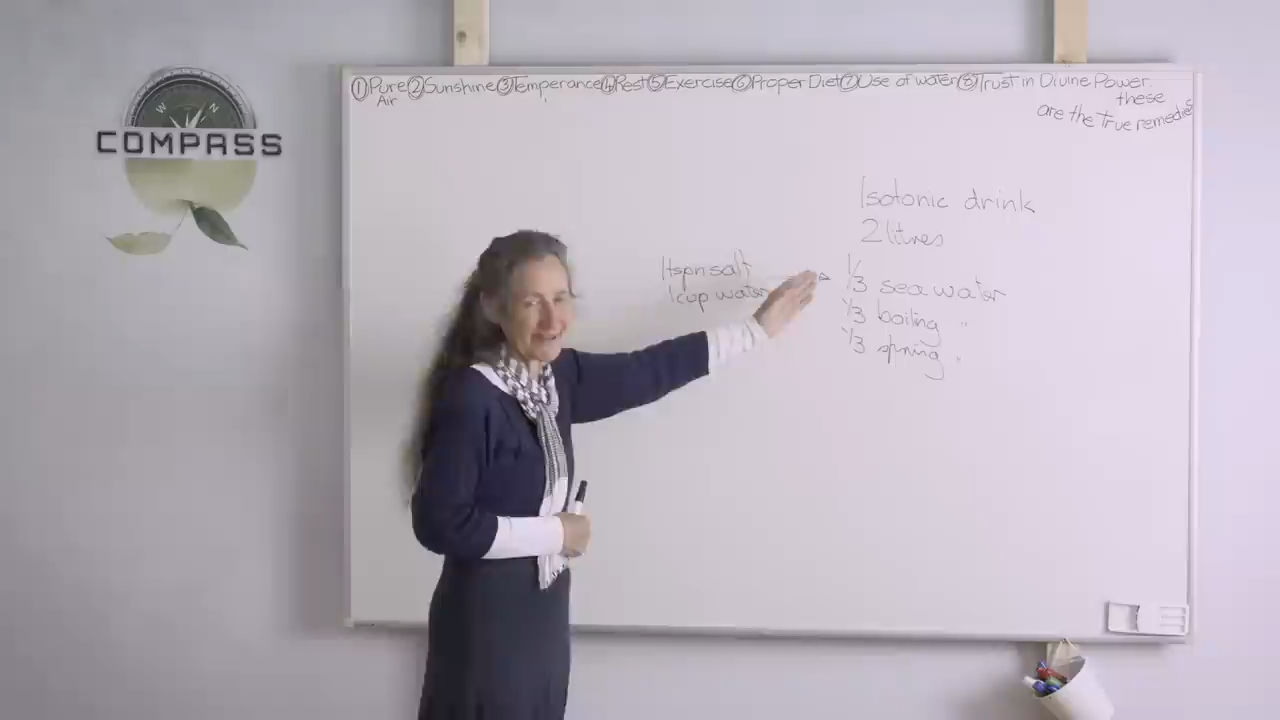 W N
COMPASS
①Pure ②Sunshine ③Temperance ④Rest ⑤Exercise ⑥Proper Diet ⑦Use of water ⑧Trust in Divine Power.
Air
these
are the true remedies
Isotonic drink
2 litres
1tspn salt
1cup water
1/3 sea water
1/3 boiling "
1/3 spring "